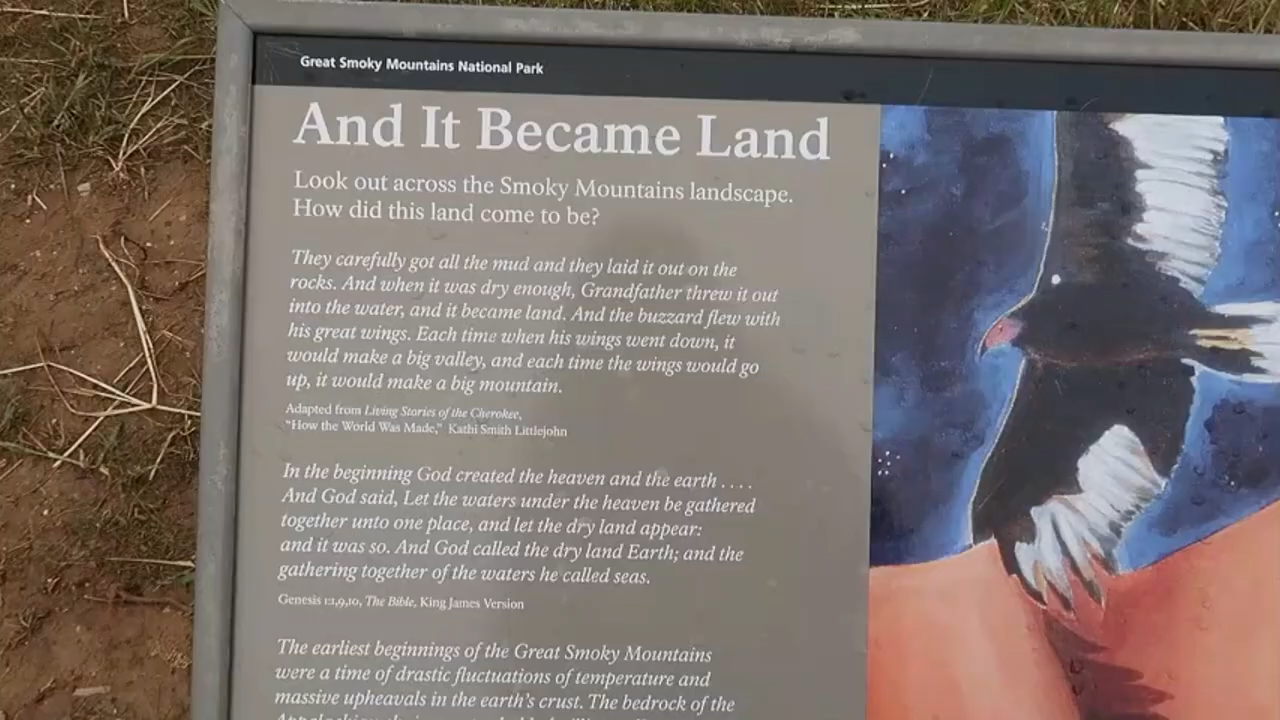 Great Smoky Mountains National Park
And It Became Land
Look out across the Smoky Mountains landscape.
How did this land come to be?
They carefully got all the mud and they laid it out on the
rocks. And when it was dry enough, Grandfather threw it out
into the water, and it became land. And the buzzard flew with
his great wings. Each time when his wings went down, it
would make a big valley, and each time the wings would go
up, it would make a big mountain.
Adapted from Living Stories of the Cherokee,
“How the World Was Made,” Kathi Smith Littlejohn
In the beginning God created the heaven and the earth . . . .
And God said, Let the waters under the heaven be gathered
together unto one place, and let the dry land appear:
and it was so. And God called the dry land Earth; and the
gathering together of the waters he called seas.
Genesis 1:1,9,10, The Bible, King James Version
The earliest beginnings of the Great Smoky Mountains
were a time of drastic fluctuations of temperature and
massive upheavals in the earth’s crust. The bedrock of the